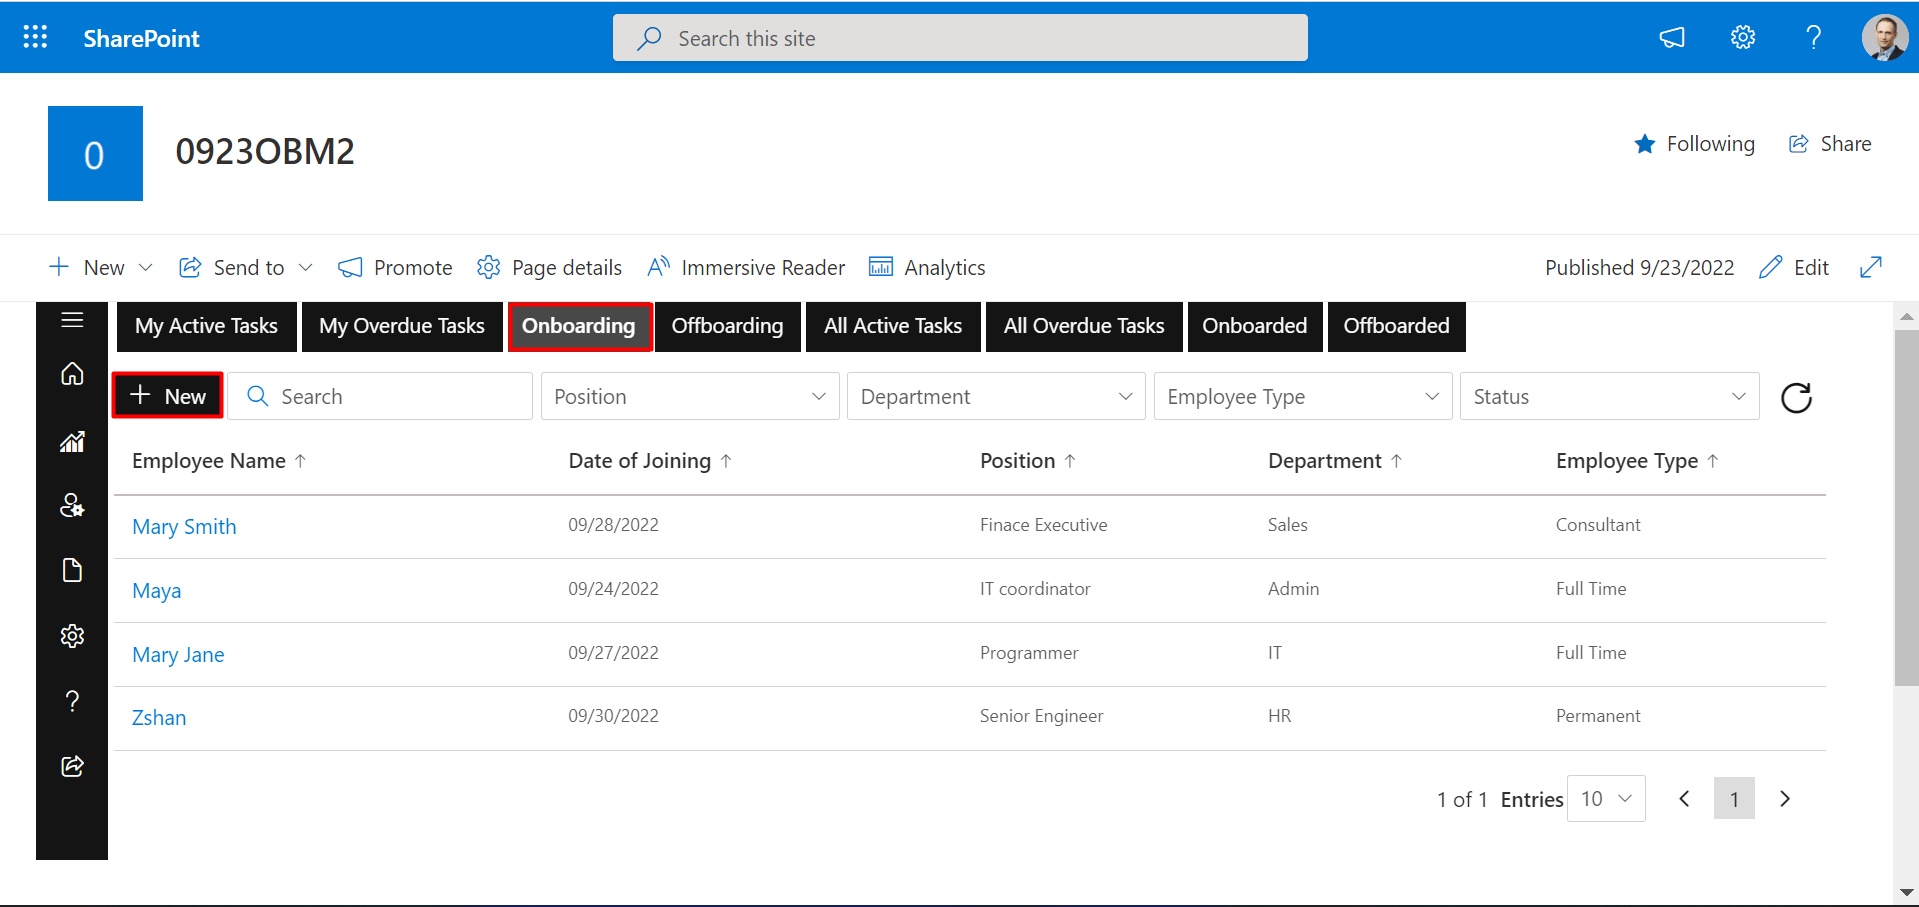 SharePoint Search this site
0 0923OBM2 Following Share
New Send to Promote Page details Immersive Reader Analytics Published 9/23/2022 Edit
My Active Tasks My Overdue Tasks Onboarding Offboarding All Active Tasks All Overdue Tasks Onboarded Offboarded
New Search Position Department Employee Type Status
Employee Name Date of Joining Position Department Employee Type
Mary Smith 09/28/2022 Finace Executive Sales Consultant
Maya 09/24/2022 IT coordinator Admin Full Time
Mary Jane 09/27/2022 Programmer IT Full Time
Zshan 09/30/2022 Senior Engineer HR Permanent
1 of 1 Entries 10 1